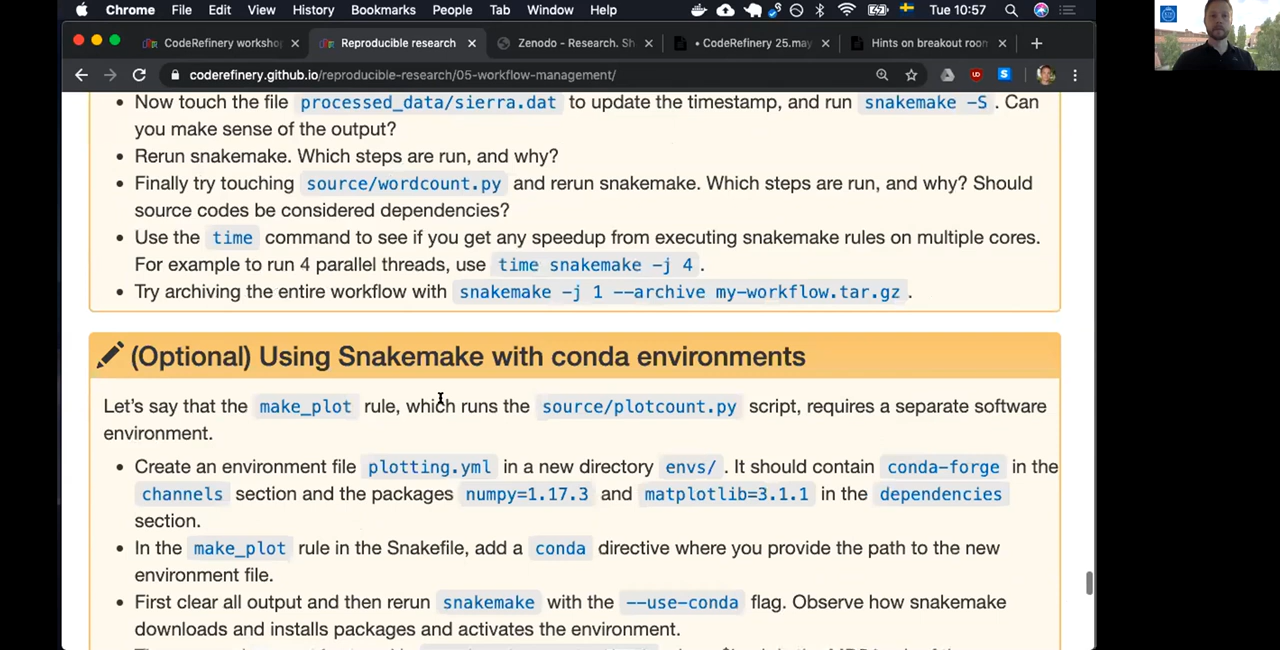 Chrome File Edit View History Bookmarks People Tab Window Help Tue 10:57
CodeRefinery workshop Reproducible research Zenodo - Research. Sh • CodeRefinery 25.may Hints on breakout room
coderefinery.github.io/reproducible-research/05-workflow-management/
Now touch the file processed_data/sierra.dat to update the timestamp, and run snakemake -S . Can
you make sense of the output?
Rerun snakemake. Which steps are run, and why?
Finally try touching source/wordcount.py and rerun snakemake. Which steps are run, and why? Should
source codes be considered dependencies?
Use the time command to see if you get any speedup from executing snakemake rules on multiple cores.
For example to run 4 parallel threads, use time snakemake -j 4 .
Try archiving the entire workflow with snakemake -j 1 --archive my-workflow.tar.gz .
(Optional) Using Snakemake with conda environments
Let's say that the make_plot rule, which runs the source/plotcount.py script, requires a separate software
environment.
Create an environment file plotting.yml in a new directory envs/ . It should contain conda-forge in the
channels section and the packages numpy=1.17.3 and matplotlib=3.1.1 in the dependencies
section.
In the make_plot rule in the Snakefile, add a conda directive where you provide the path to the new
environment file.
First clear all output and then rerun snakemake with the --use-conda flag. Observe how snakemake
downloads and installs packages and activates the environment.